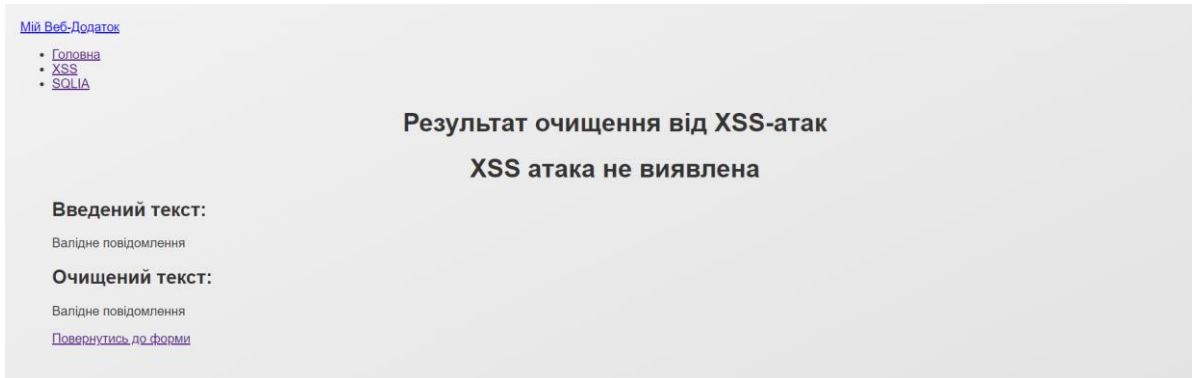 Мій Веб-Додаток
Головна
XSS
SQLIA
Результат очищення від XSS-атак
XSS атака не виявлена
Введений текст:
Валідне повідомлення
Очищений текст:
Валідне повідомлення
Повернутись до форми